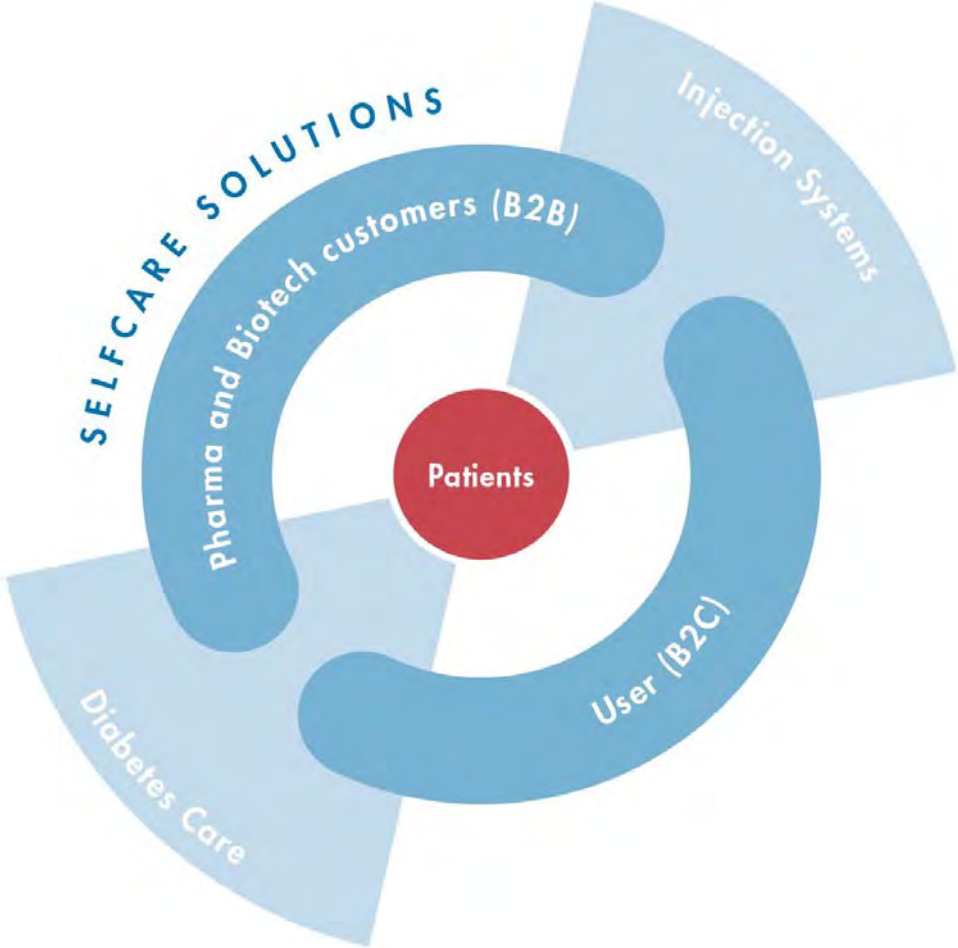 SELFCARE SOLUTIONS
Injection Systems
Pharma and Biotech customers (B2B)
Patients
User (B2C)
Diabetes Care